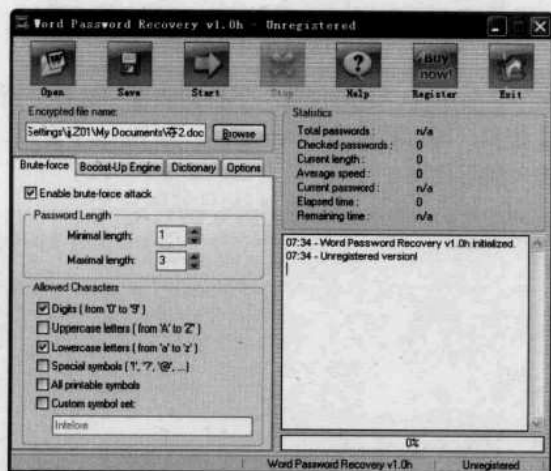 Word Password Recovery v1.0h - Unregistered
Open Save Start Stop Help Buy now! Register Exit
Encrypted file name:
Settings\jjZ01\My Documents\存2.doc Browse
Brute-force Booost-Up Engine Dictionary Options
Enable brute-force attack
Password Length
Minimal length: 1
Maximal length: 3
Allowed Characters
Digits ( from '0' to '9' )
Uppercase letters ( from 'A' to 'Z' )
Lowercase letters ( from 'a' to 'z' )
Special symbols ( '!', '?', '@', ...)
All printable symbols
Custom symbol set:
Intelore
Statistics
Total passwords : n/a
Checked passwords : 0
Current length : 0
Average speed : 0
Current password : n/a
Elapsed time : 0
Remaining time : n/a
07:34 - Word Password Recovery v1.0h initialized.
07:34 - Unregistered version!
0%
Word Password Recovery v1.0h Unregistered